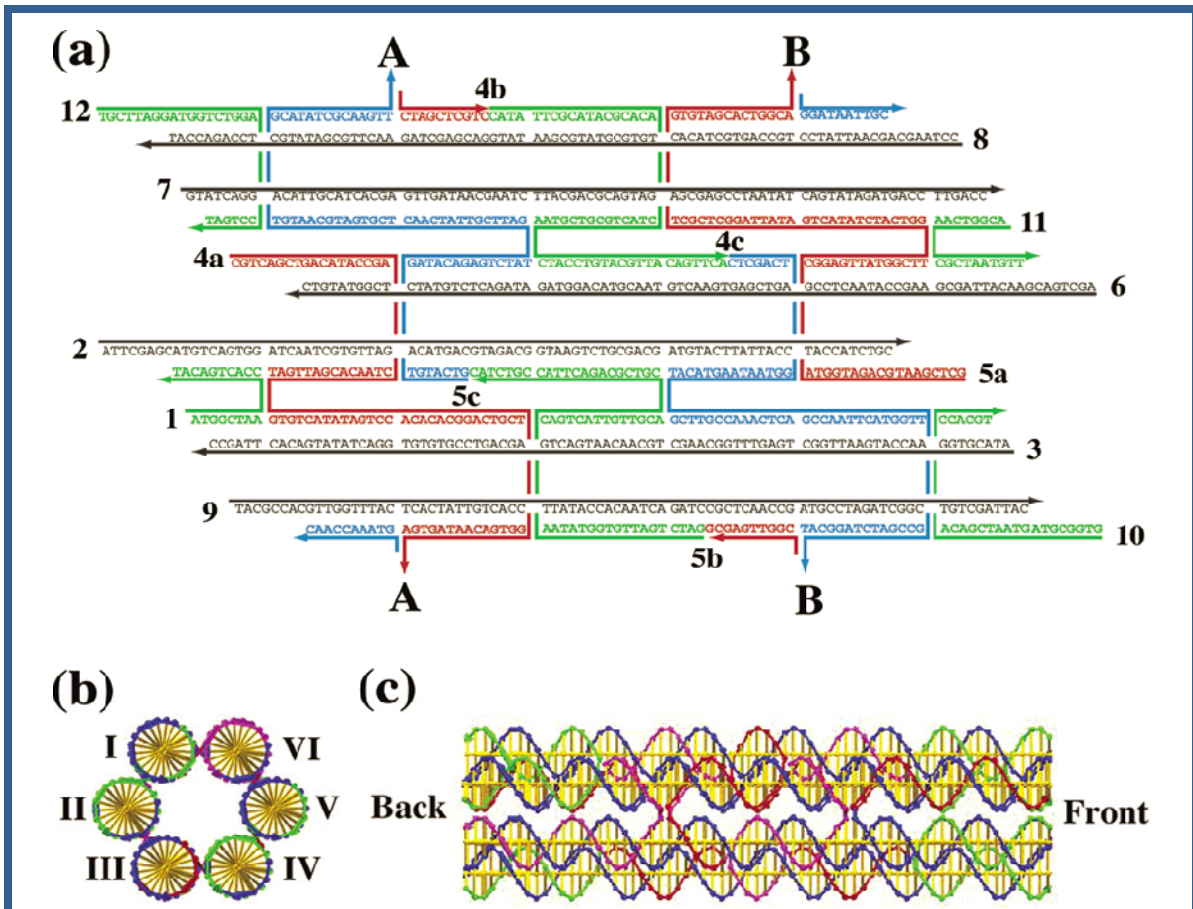 (a)
A B
12 4b
TGCTTAGGATGGTCTGGA GCATATCGCAAGTT CTAGCTCGTCCATA TTCGCATACGCACA GTGTAGCACTGGCA GGATAATTGC
TACCAGACCT CGTATAGCGTTCAA GATCGAGCAGGTAT AAGCGTATGCGTGT CACATCGTGACCGT CCTATTAACGACGAATCC 8
7 GTATCAGG ACATTGCATCACGA GTTGATAACGAATC TTACGACGCAGTAG AGCGAGCCTAATAT CAGTATAGATGACC TTGACC
TAGTCC TGTAACGTAGTGCT CAACTATTGCTTAG AATGCTGCGTCATC TCGCTCGGATTATA GTCATATCTACTGG AACTGGCA 11
4a CGTCAGCTGACATACCGA GATACAGAGTCTAT CTACCTGTACGTTA CAGTTCACTCGACT CGGAGTTATGGCTT CGCTAATGTT 4c
CTGTATGGCT CTATGTCTCAGATA GATGGACATGCAAT GTCAAGTGAGCTGA GCCTCAATACCGAA GCGATTACAAGCAGTCGA 6
2 ATTCGAGCATGTCAGTGG ATCAATCGTGTTAG ACATGACGTAGACG GTAAGTCTGCGACG ATGTACTTATTACC TACCATCTGC
TACAGTCACC TAGTTAGCACAATC TGTACTGCATCTGC CATTCAGACGCTGC TACATGAATAATGG ATGGTAGACGTAAGCTCG 5a
5c
1 ATGGCTAA GTGTCATATAGTCC ACACACGGACTGCT CAGTCATTGTTGCA GCTTGCCAAACTCA GCCAATTCATGGTT CCACGT
CCGATT CACAGTATATCAGG TGTGTGCCTGACGA GTCAGTAACAACGT CGAACGGTTTGAGT CGGTTAAGTACCAA GGTGCATA 3
9 TACGCCACGTTGGTTTAC TCACTATTGTCACC TTATACCACAATCA GATCCGCTCAACCG ATGCCTAGATCGGC TGTCGATTAC
CAACCAAATG AGTGATAACAGTGG AATATGGTGTTAGT CTAGGCGAGTTGGC TACGGATCTAGCCG ACAGCTAATGATGCGGTG 10
5b
A B
(b) (c)
I VI
II V
III IV
Back Front